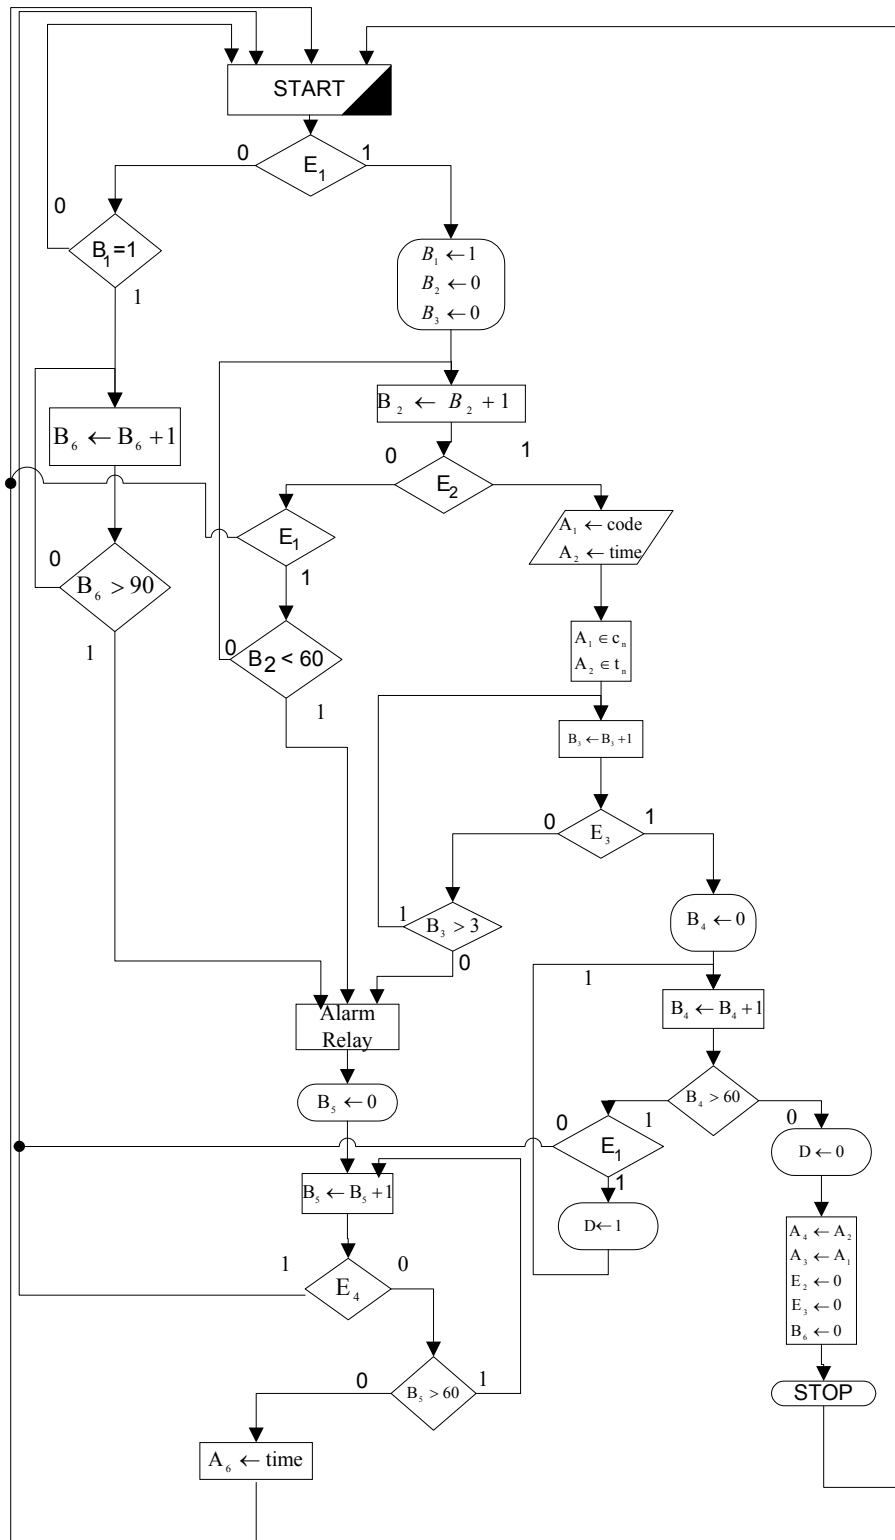 START
0
E₁
1
0
B₁=1
1
B₁ ← 1
B₂ ← 0
B₃ ← 0
B₂ ← B₂ + 1
B₆ ← B₆ +1
0
E₂
1
E₁
1
A₁ ← code
A₂ ← time
0
B₆ > 90
1
0
B₂ < 60
1
A₁ ∈ cₙ
A₂ ∈ tₙ
B₃ ← B₃ +1
0
E₃
1
1
B₃ > 3
0
B₄ ← 0
1
B₄ ← B₄ +1
Alarm
Relay
B₅ ← 0
B₄ > 60
1
0
0
E₁
1
D ← 0
B₅ ← B₅ +1
D← 1
A₄ ← A₂
A₃ ← A₁
E₂ ← 0
E₃ ← 0
B₆ ← 0
1
E₄
0
0
B₅ > 60
1
STOP
A₆ ← time